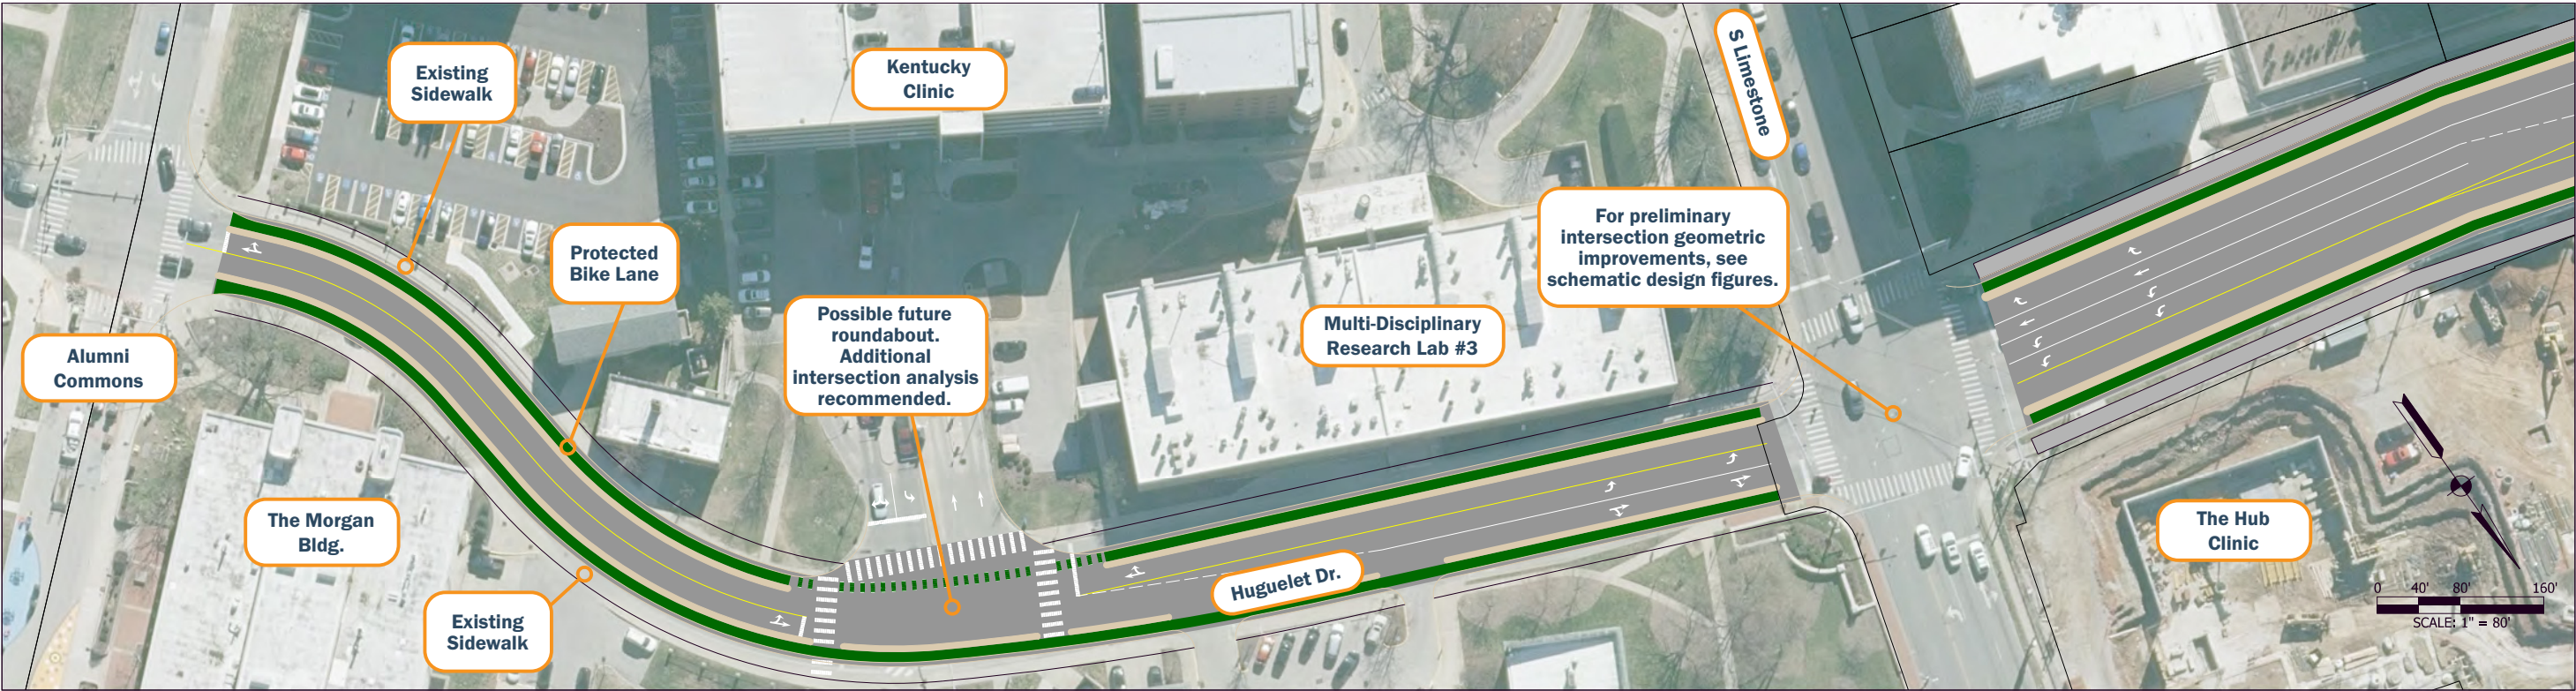 Existing
Sidewalk
Kentucky
Clinic
S Limestone
Protected
Bike Lane
For preliminary
intersection geometric
improvements, see
schematic design figures.
Possible future
roundabout.
Additional
intersection analysis
recommended.
Multi-Disciplinary
Research Lab #3
Alumni
Commons
The Morgan
Bldg.
Existing
Sidewalk
Huguelet Dr.
The Hub
Clinic
0 40' 80' 160'
SCALE: 1" = 80'